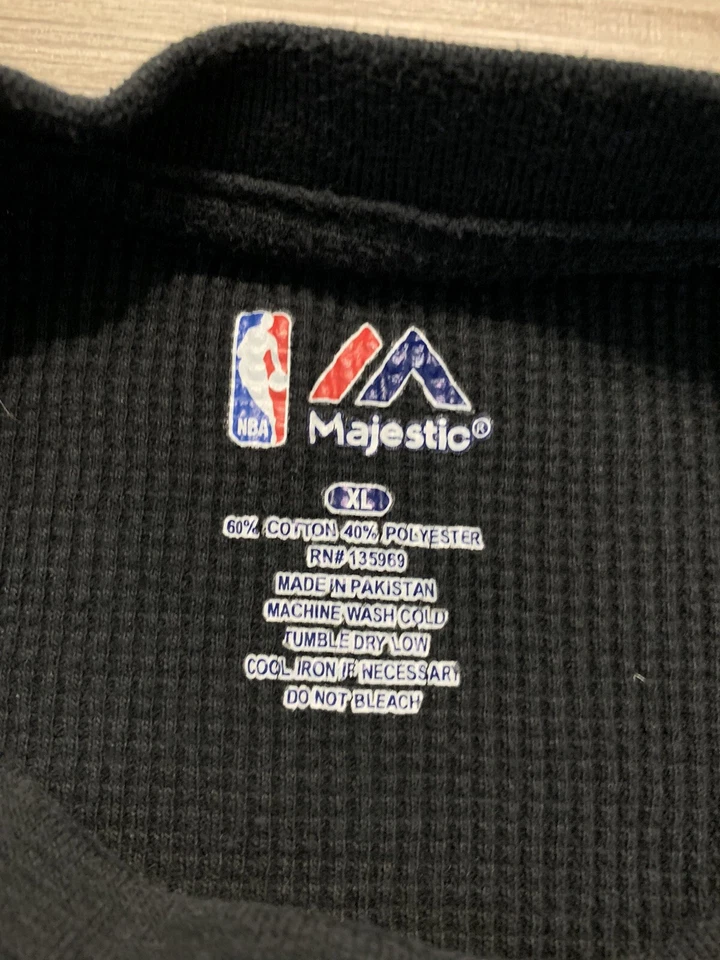 NBA
Majestic®
XL
60% COTTON 40% POLYESTER
RN# 135969
MADE IN PAKISTAN
MACHINE WASH COLD
TUMBLE DRY LOW
COOL IRON IF NECESSARY
DO NOT BLEACH